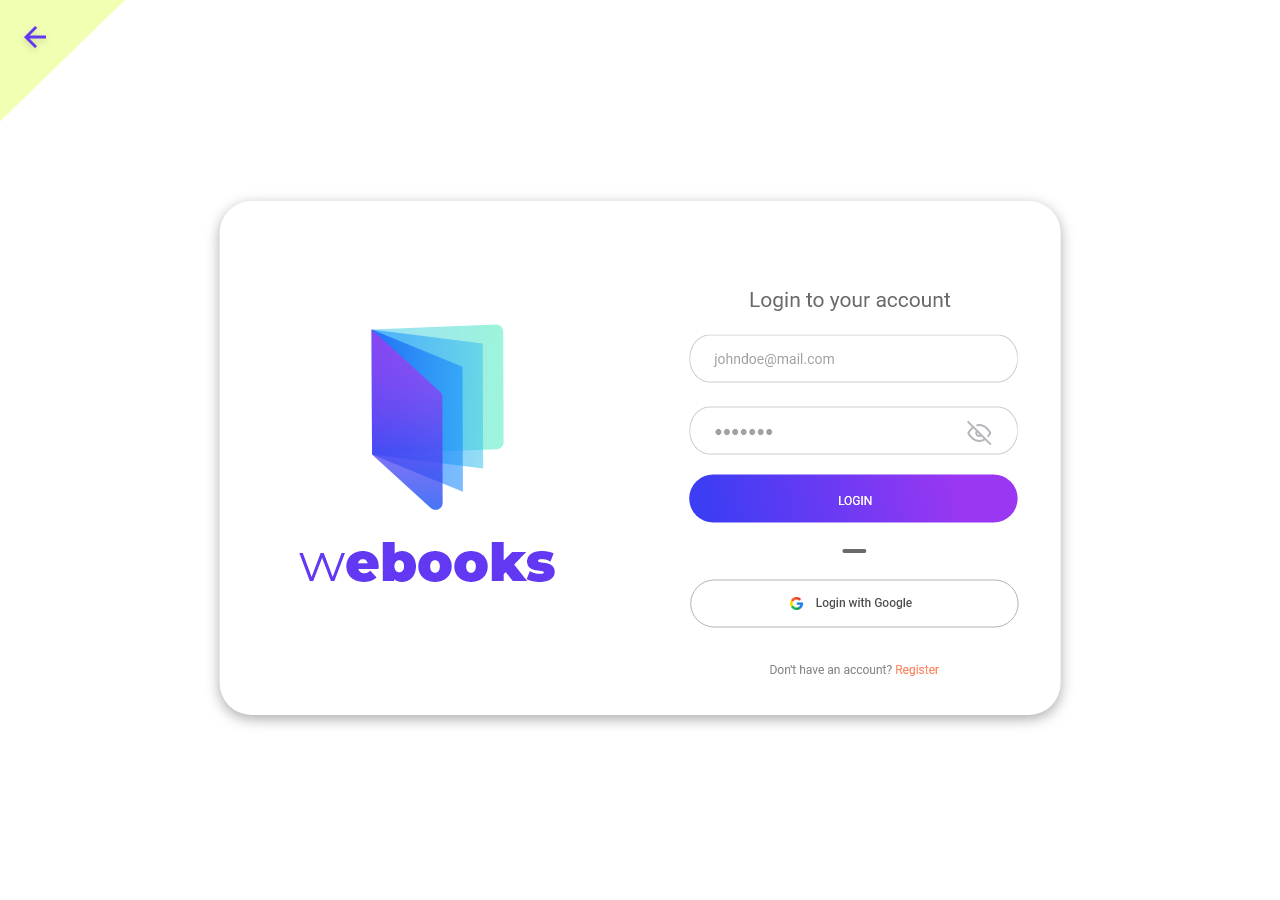 webooks
Login to your account
johndoe@mail.com
•••••••
LOGIN
Login with Google
Don't have an account? Register